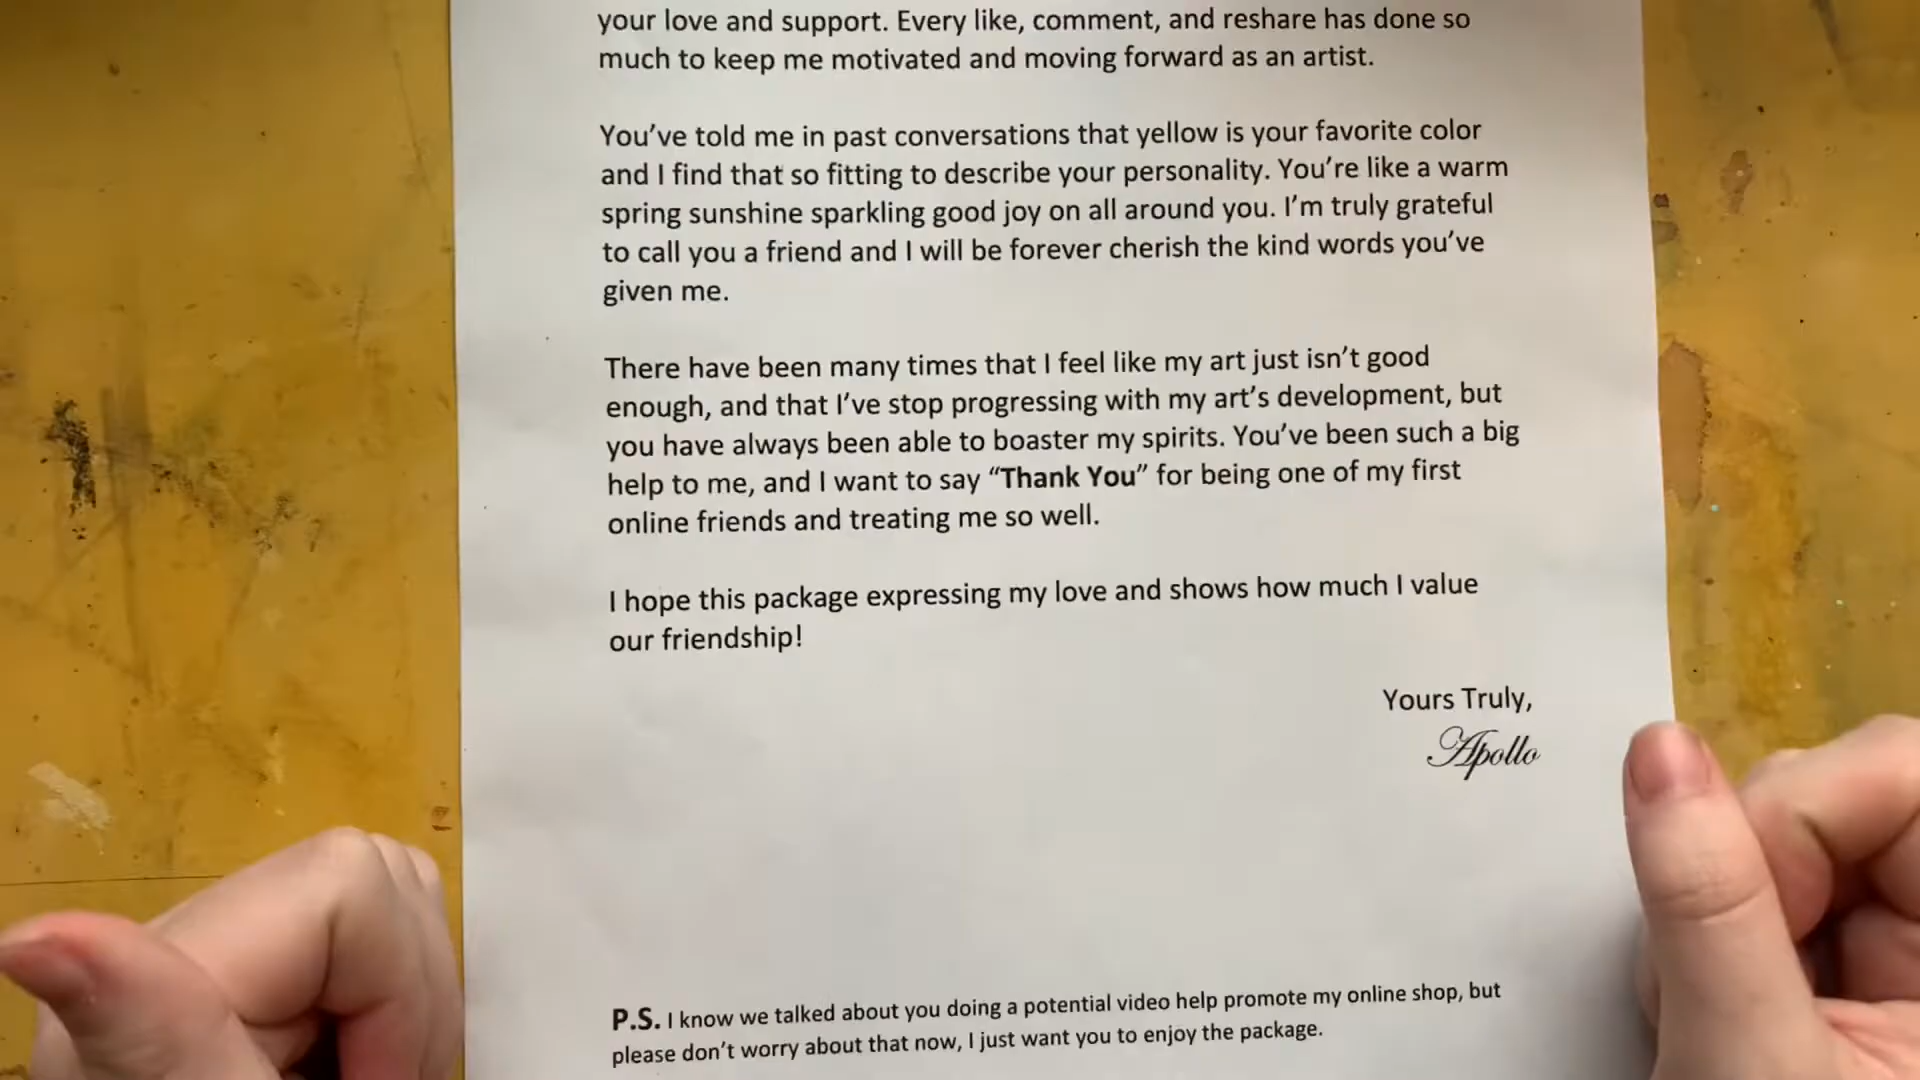 your love and support. Every like, comment, and reshare has done so
much to keep me motivated and moving forward as an artist.
You’ve told me in past conversations that yellow is your favorite color
and I find that so fitting to describe your personality. You’re like a warm
spring sunshine sparkling good joy on all around you. I’m truly grateful
to call you a friend and I will be forever cherish the kind words you’ve
given me.
There have been many times that I feel like my art just isn’t good
enough, and that I’ve stop progressing with my art’s development, but
you have always been able to boaster my spirits. You’ve been such a big
help to me, and I want to say “Thank You” for being one of my first
online friends and treating me so well.
I hope this package expressing my love and shows how much I value
our friendship!
Yours Truly,
Apollo
P.S. I know we talked about you doing a potential video help promote my online shop, but
please don’t worry about that now, I just want you to enjoy the package.